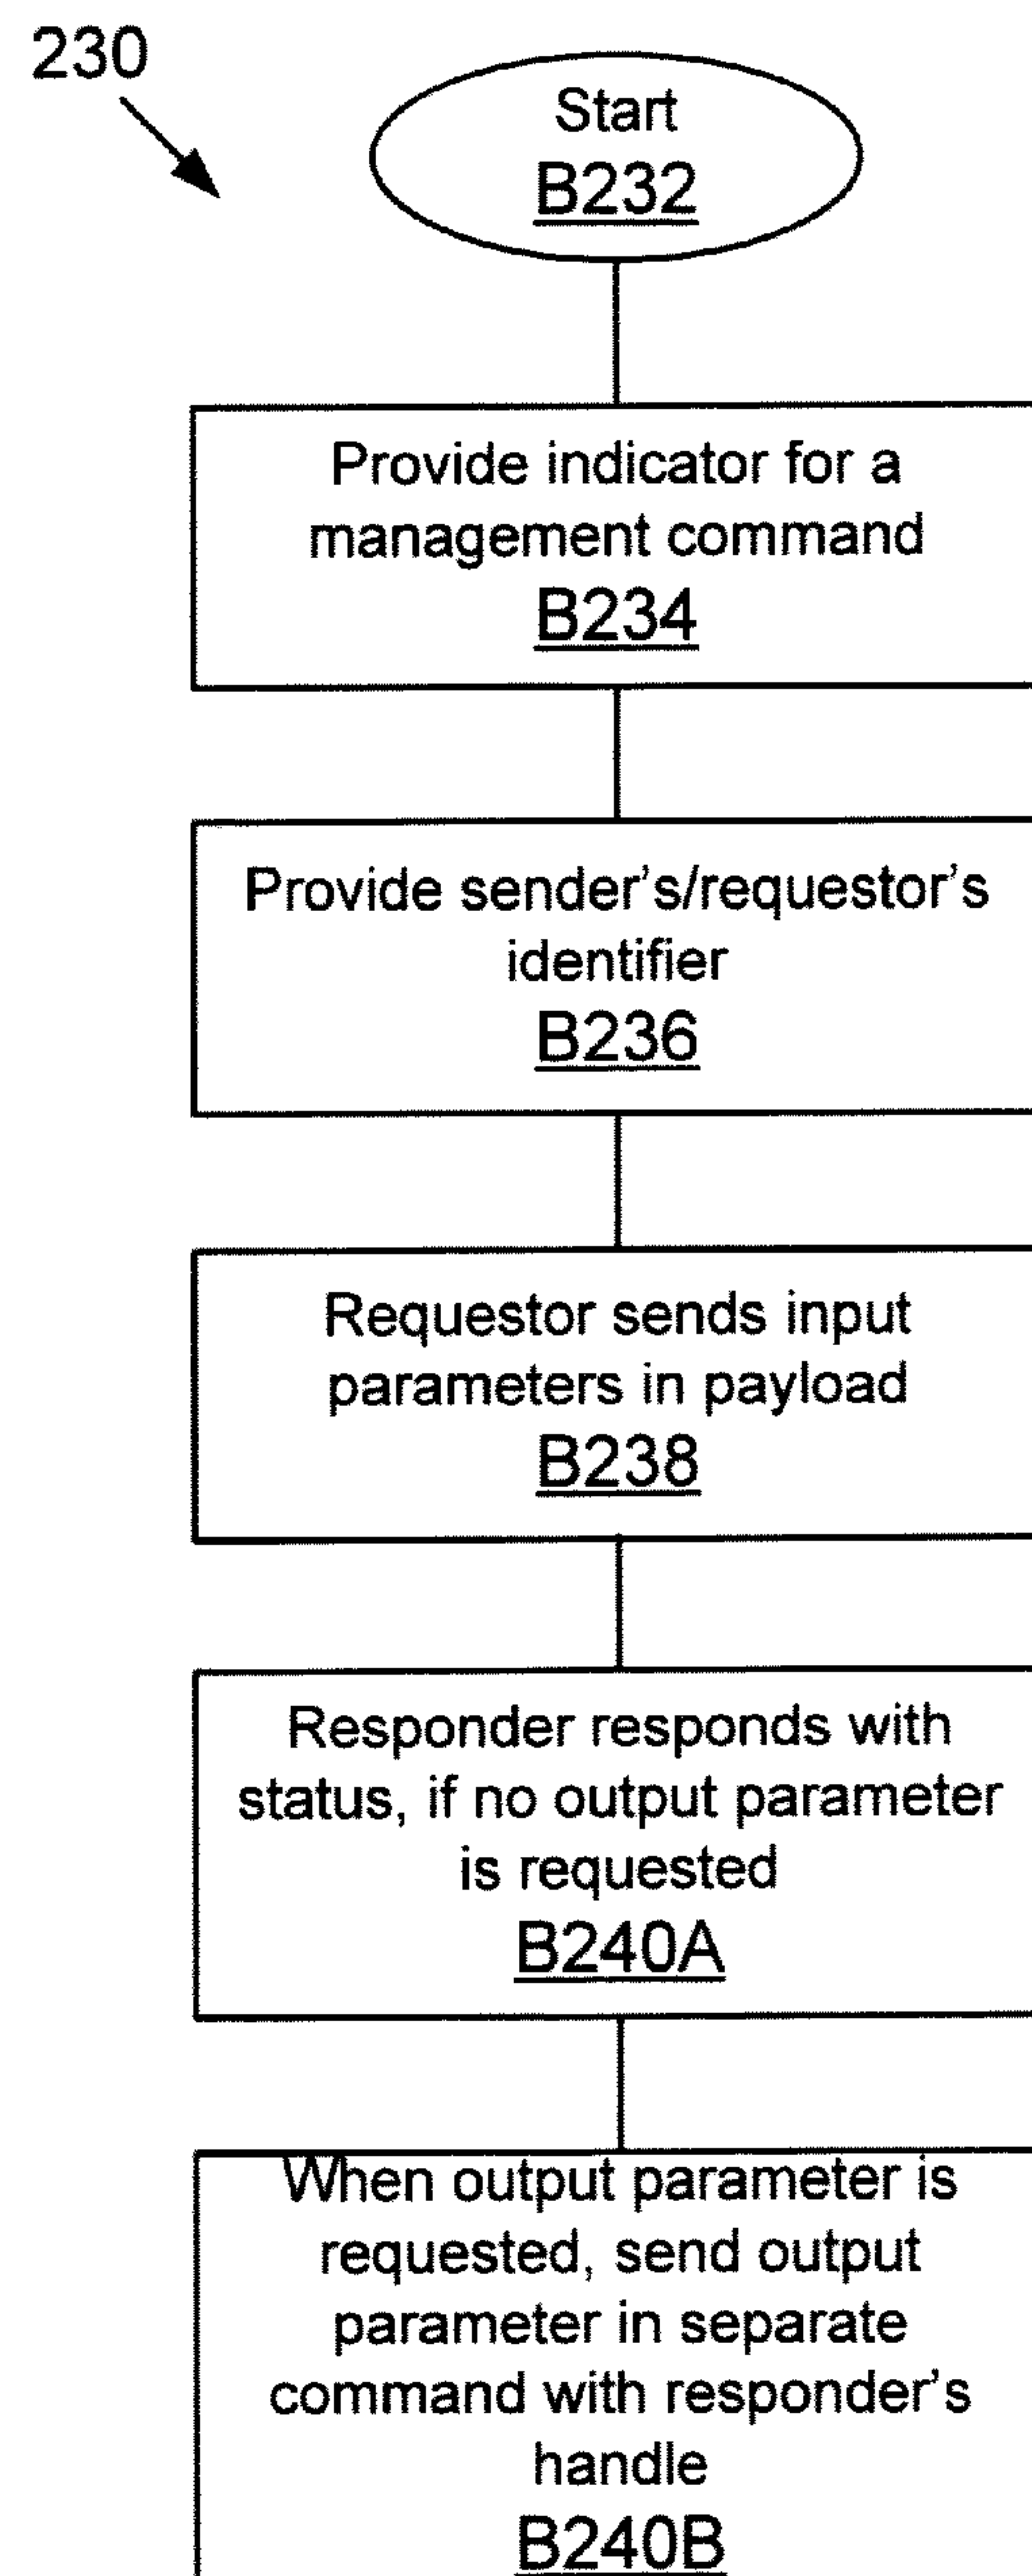 230
Start
B232
Provide indicator for a
management command
B234
Provide sender's/requestor's
identifier
B236
Requestor sends input
parameters in payload
B238
Responder responds with
status, if no output parameter
is requested
B240A
When output parameter is
requested, send output
parameter in separate
command with responder's
handle
B240B